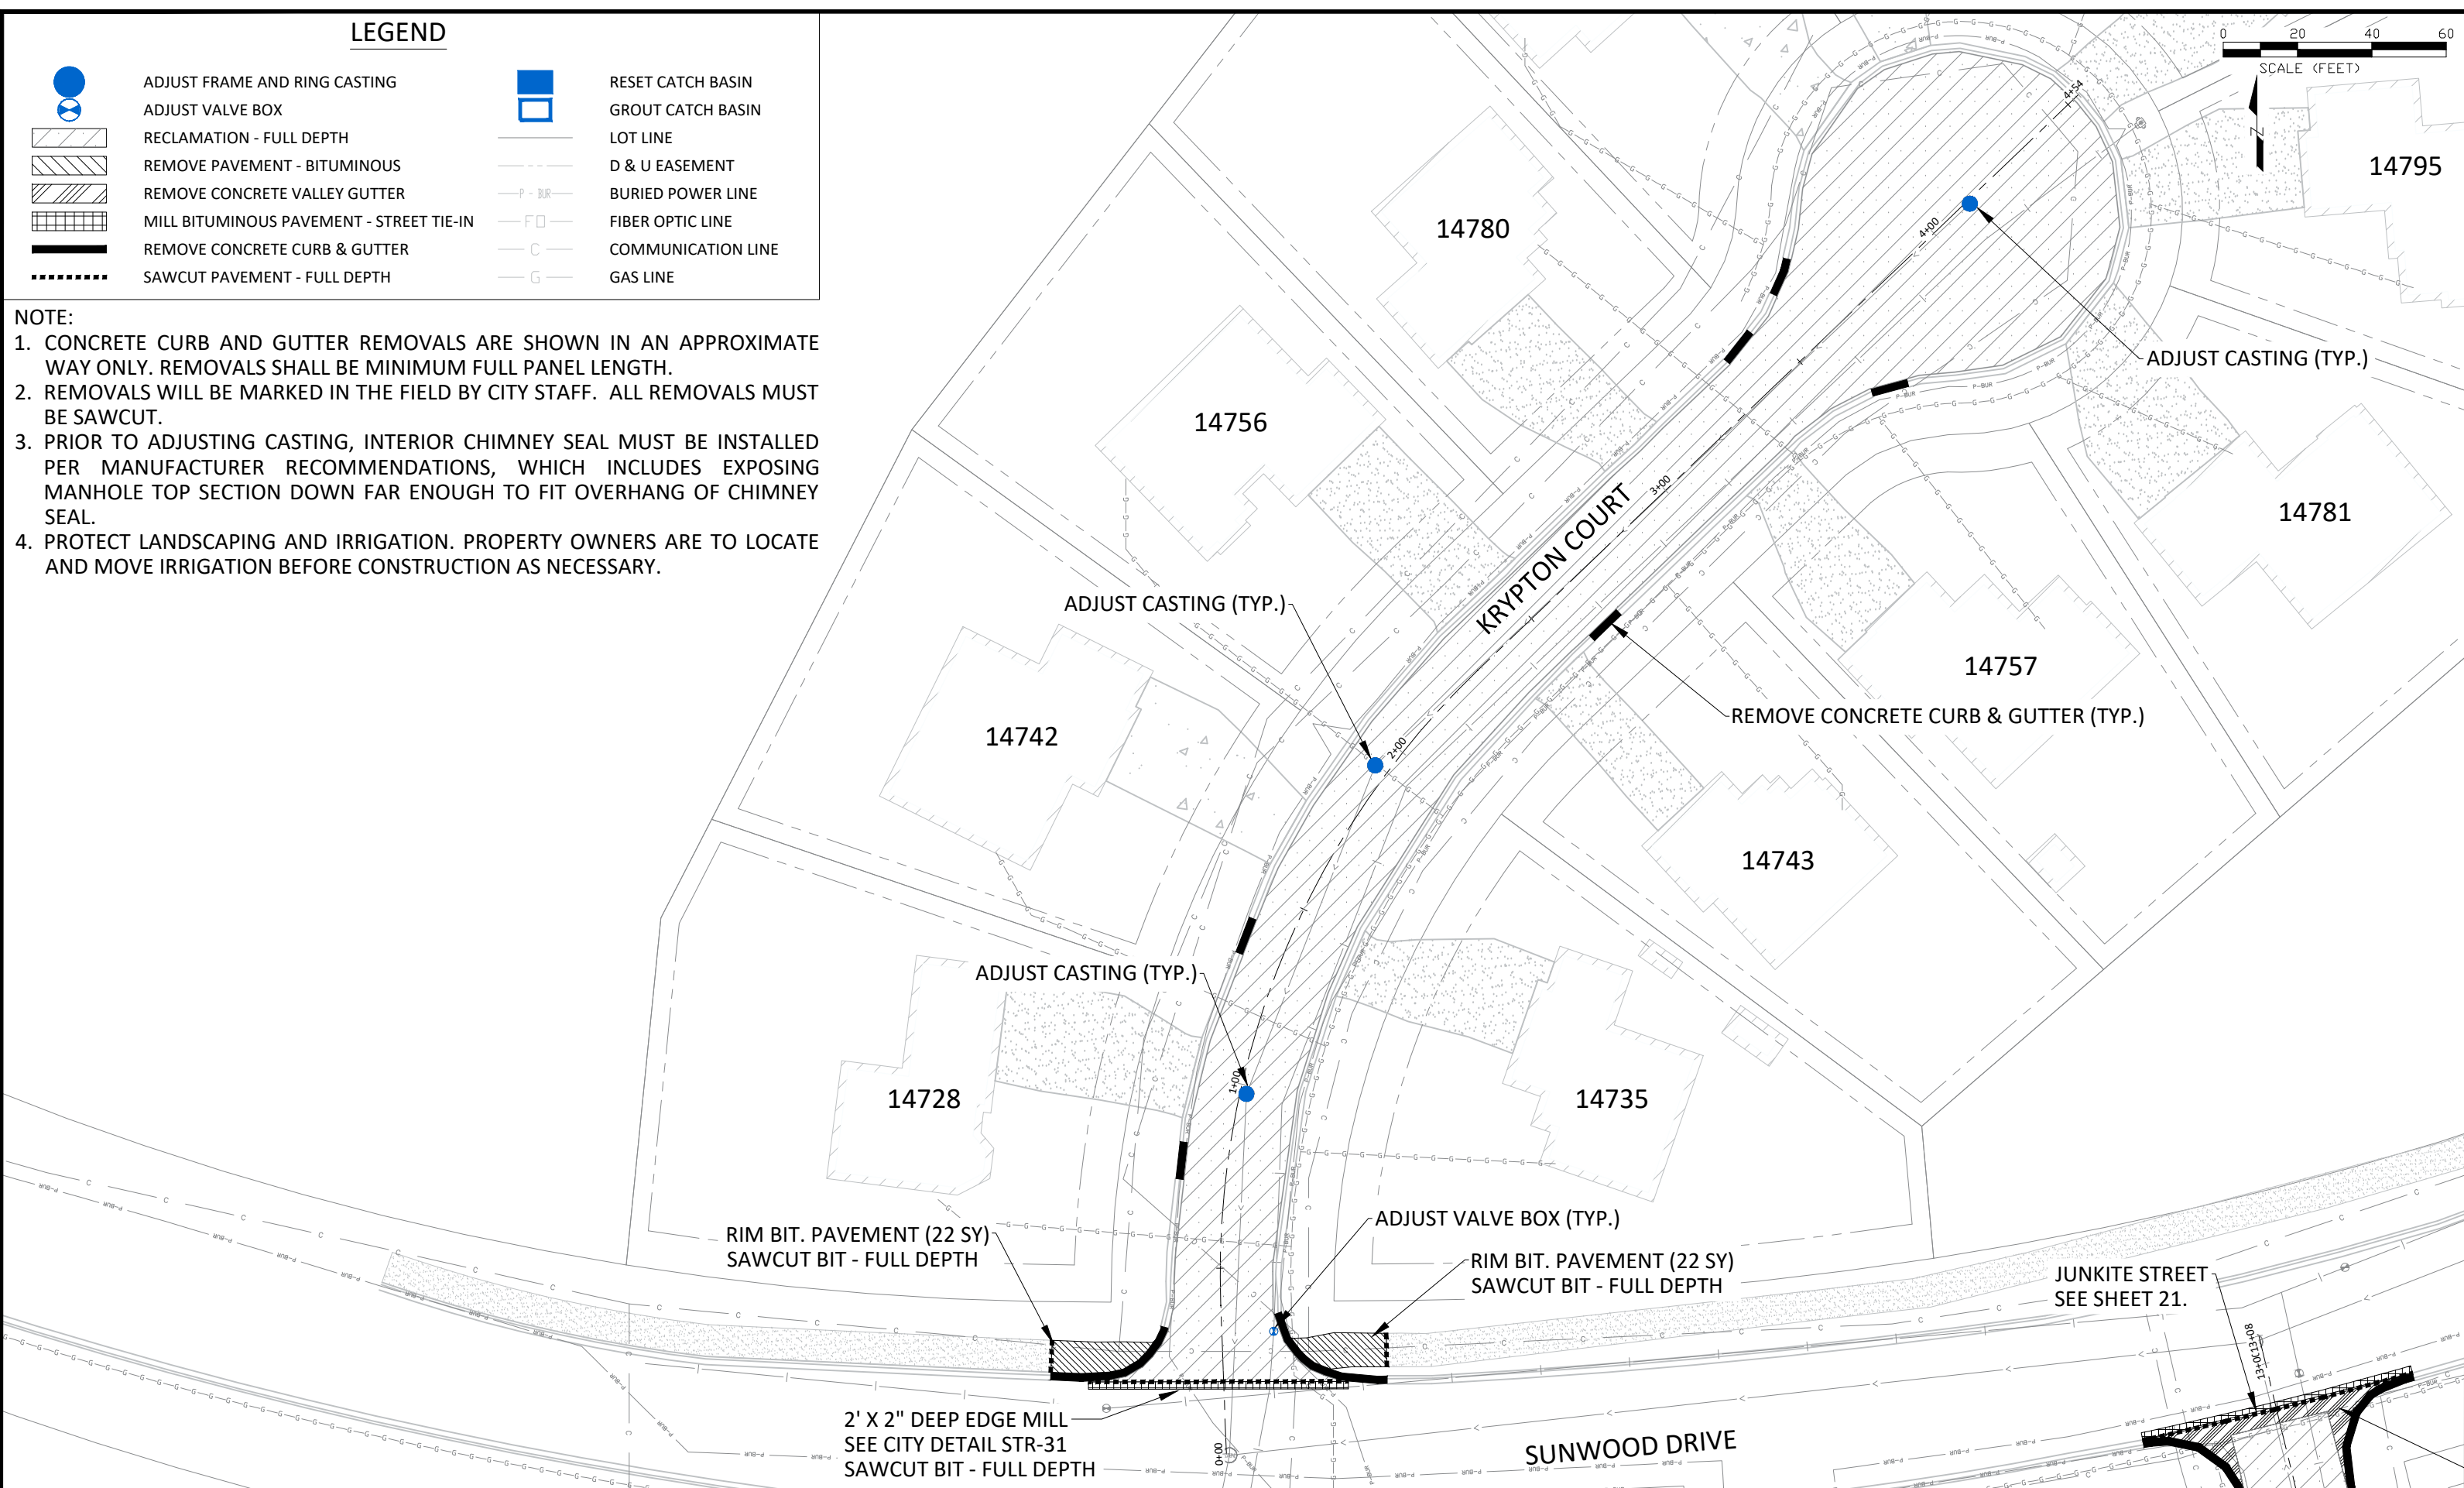 LEGEND
ADJUST FRAME AND RING CASTING
ADJUST VALVE BOX
RECLAMATION - FULL DEPTH
REMOVE PAVEMENT - BITUMINOUS
REMOVE CONCRETE VALLEY GUTTER
MILL BITUMINOUS PAVEMENT - STREET TIE-IN
REMOVE CONCRETE CURB & GUTTER
SAWCUT PAVEMENT - FULL DEPTH
RESET CATCH BASIN
GROUT CATCH BASIN
LOT LINE
D & U EASEMENT
P - BUR BURIED POWER LINE
FO FIBER OPTIC LINE
C COMMUNICATION LINE
G GAS LINE
NOTE:
1. CONCRETE CURB AND GUTTER REMOVALS ARE SHOWN IN AN APPROXIMATE
WAY ONLY. REMOVALS SHALL BE MINIMUM FULL PANEL LENGTH.
2. REMOVALS WILL BE MARKED IN THE FIELD BY CITY STAFF. ALL REMOVALS MUST
BE SAWCUT.
3. PRIOR TO ADJUSTING CASTING, INTERIOR CHIMNEY SEAL MUST BE INSTALLED
PER MANUFACTURER RECOMMENDATIONS, WHICH INCLUDES EXPOSING
MANHOLE TOP SECTION DOWN FAR ENOUGH TO FIT OVERHANG OF CHIMNEY
SEAL.
4. PROTECT LANDSCAPING AND IRRIGATION. PROPERTY OWNERS ARE TO LOCATE
AND MOVE IRRIGATION BEFORE CONSTRUCTION AS NECESSARY.
0 20 40 60
SCALE (FEET)
N
4+54
14795
14780
4+00
ADJUST CASTING (TYP.)
14756
3+00
14781
KRYPTON COURT
ADJUST CASTING (TYP.)
14757
REMOVE CONCRETE CURB & GUTTER (TYP.)
14742
2+00
14743
ADJUST CASTING (TYP.)
1+00
14728
14735
ADJUST VALVE BOX (TYP.)
RIM BIT. PAVEMENT (22 SY)
SAWCUT BIT - FULL DEPTH
RIM BIT. PAVEMENT (22 SY)
SAWCUT BIT - FULL DEPTH
JUNKITE STREET
SEE SHEET 21.
13+08
2' X 2" DEEP EDGE MILL
SEE CITY DETAIL STR-31
SAWCUT BIT - FULL DEPTH
0+00
SUNWOOD DRIVE